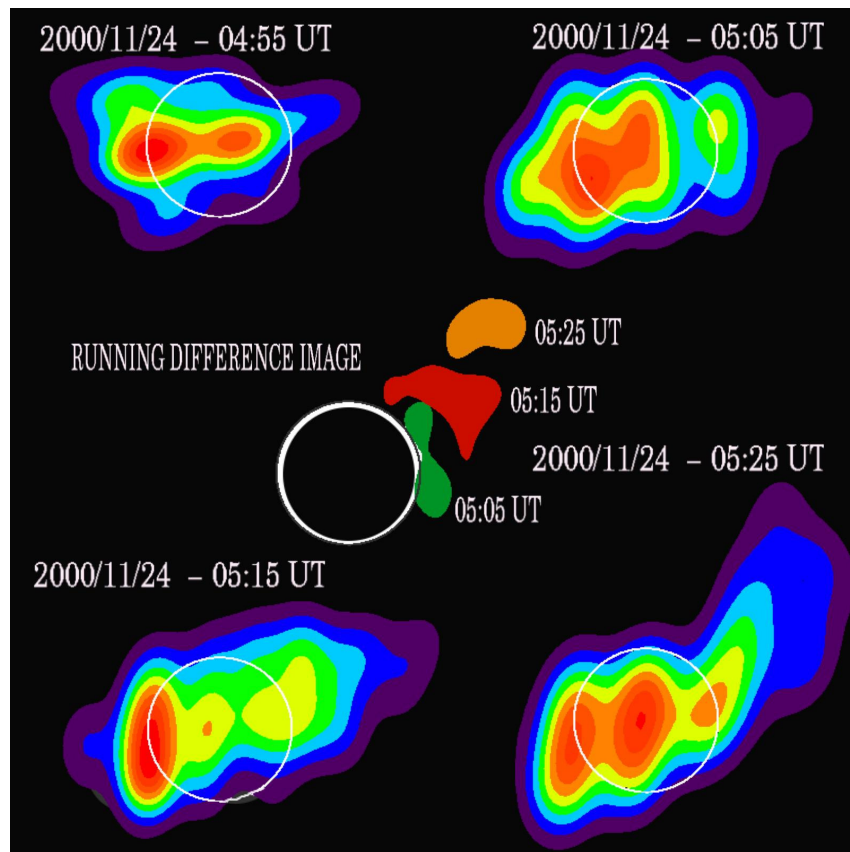 2000/11/24 – 04:55 UT
2000/11/24 – 05:05 UT
05:25 UT
RUNNING DIFFERENCE IMAGE
05:15 UT
2000/11/24 – 05:25 UT
05:05 UT
2000/11/24 – 05:15 UT